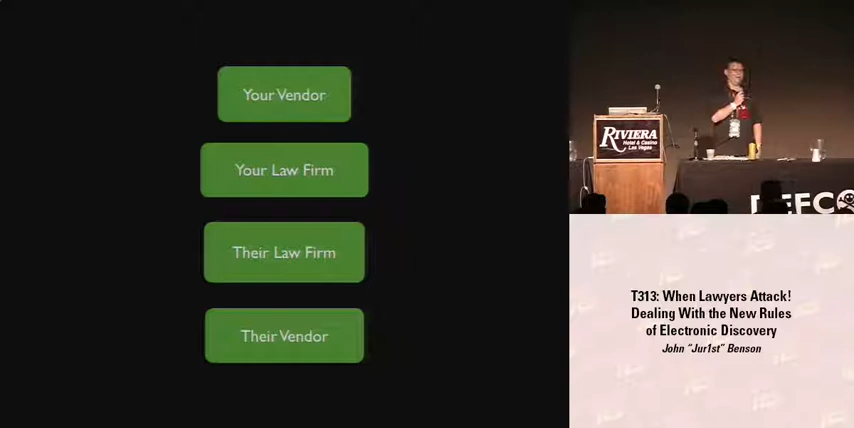 Your Vendor
Your Law Firm
Their Law Firm
Their Vendor
RIVIERA
Hotel & Casino
Las Vegas
DEFCO
T313: When Lawyers Attack!
Dealing With the New Rules
of Electronic Discovery
John "Jur1st" Benson